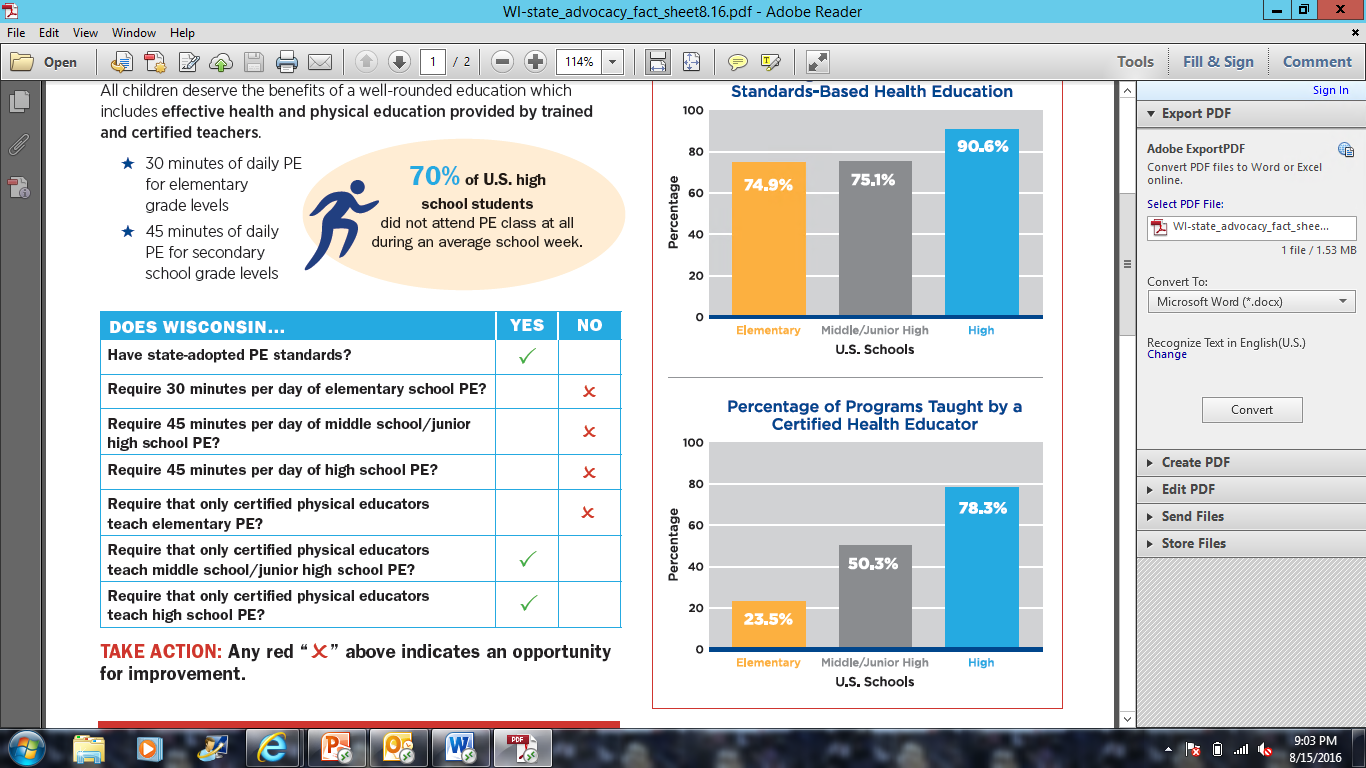 WI-state_advocacy_fact_sheet8.16.pdf - Adobe Reader
File Edit View Window Help
Open 1 / 2 114% Tools Fill & Sign Comment
Sign In
All children deserve the benefits of a well-rounded education which
includes effective health and physical education provided by trained
and certified teachers.
★ 30 minutes of daily PE
for elementary
grade levels
★ 45 minutes of daily
PE for secondary
school grade levels
70% of U.S. high
school students
did not attend PE class at all
during an average school week.
DOES WISCONSIN... YES NO
Have state-adopted PE standards? ✓
Require 30 minutes per day of elementary school PE? ✗
Require 45 minutes per day of middle school/junior
high school PE? ✗
Require 45 minutes per day of high school PE? ✗
Require that only certified physical educators
teach elementary PE? ✗
Require that only certified physical educators
teach middle school/junior high school PE? ✓
Require that only certified physical educators
teach high school PE? ✓
TAKE ACTION: Any red “✗” above indicates an opportunity
for improvement.
Standards-Based Health Education
Percentage
100
80
60
40
20
0
74.9%
75.1%
90.6%
Elementary Middle/Junior High High
U.S. Schools
Percentage of Programs Taught by a
Certified Health Educator
Percentage
100
80
60
40
20
0
23.5%
50.3%
78.3%
Elementary Middle/Junior High High
U.S. Schools
Export PDF
Adobe ExportPDF
Convert PDF files to Word or Excel
online.
Select PDF File:
WI-state_advocacy_fact_shee...
1 file / 1.53 MB
Convert To:
Microsoft Word (*.docx)
Recognize Text in English(U.S.)
Change
Convert
Create PDF
Edit PDF
Send Files
Store Files
9:03 PM
8/15/2016